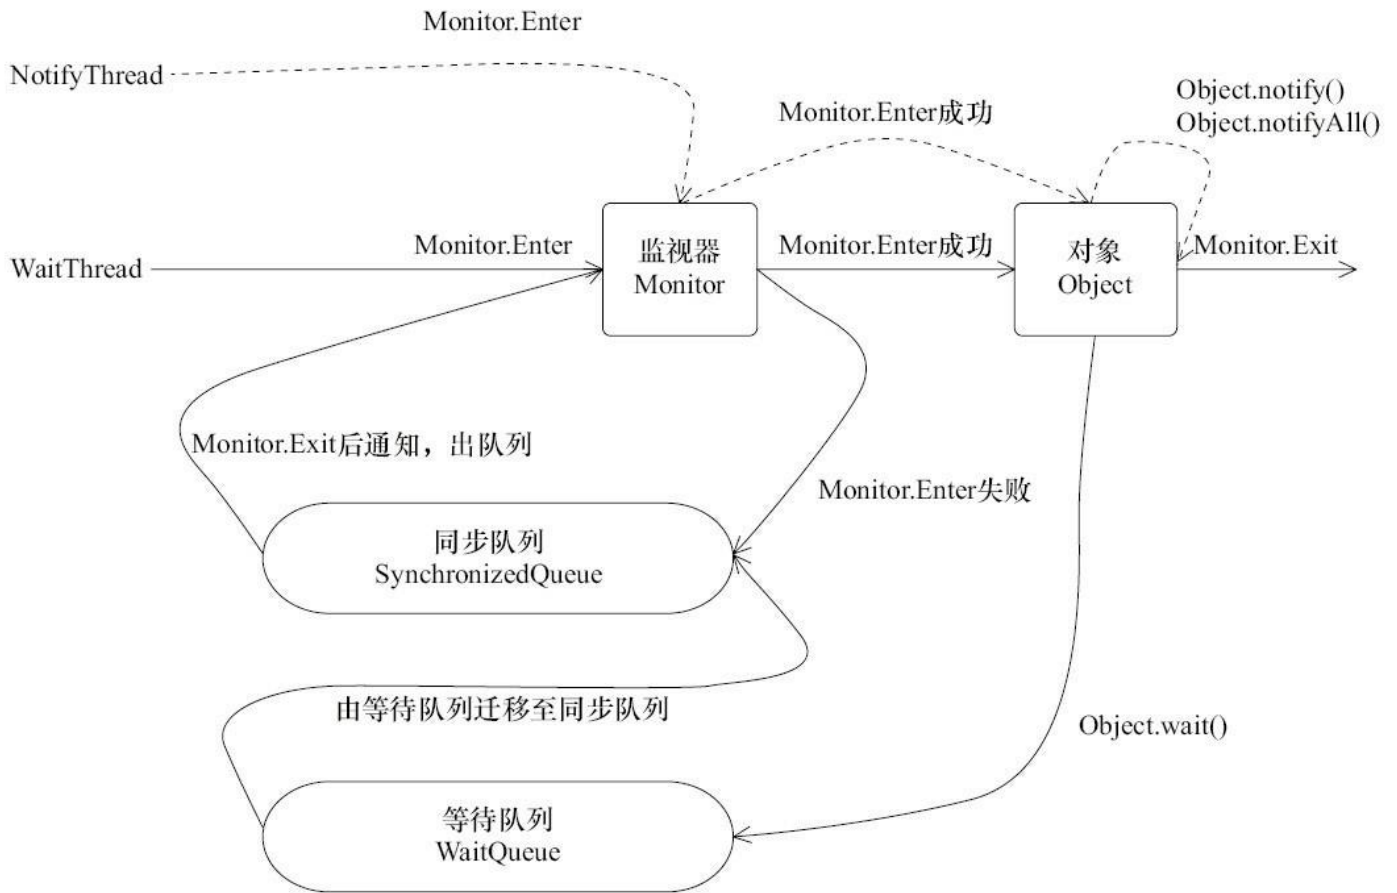 Monitor.Enter
NotifyThread
Object.notify()
Object.notifyAll()
Monitor.Enter成功
WaitThread
Monitor.Enter
监视器
Monitor
Monitor.Enter成功
对象
Object
Monitor.Exit
Monitor.Exit后通知，出队列
Monitor.Enter失败
同步队列
SynchronizedQueue
由等待队列迁移至同步队列
Object.wait()
等待队列
WaitQueue